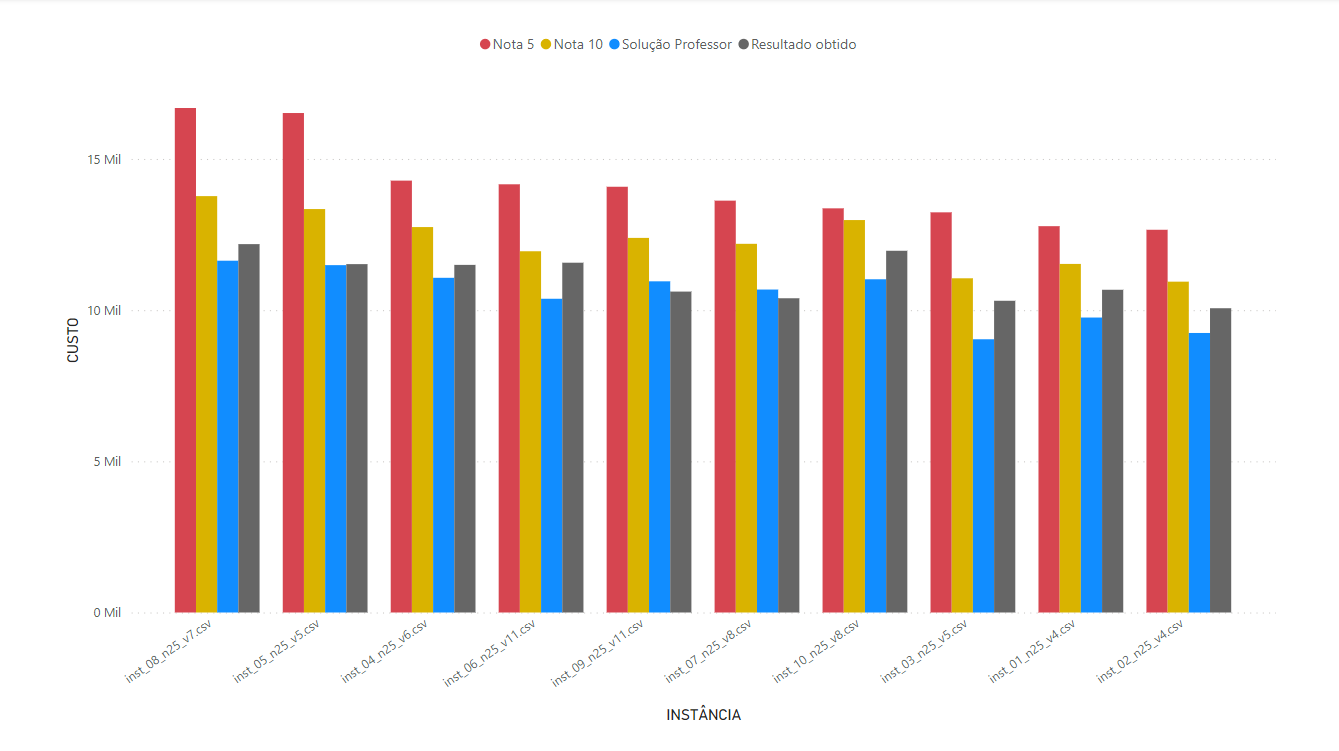 Nota 5 Nota 10 Solução Professor Resultado obtido
15 Mil
10 Mil
5 Mil
0 Mil
CUSTO
inst_08_n25_v7.csv
inst_05_n25_v5.csv
inst_04_n25_v6.csv
inst_06_n25_v11.csv
inst_09_n25_v11.csv
inst_07_n25_v8.csv
inst_10_n25_v8.csv
inst_03_n25_v5.csv
inst_01_n25_v4.csv
inst_02_n25_v4.csv
INSTÂNCIA